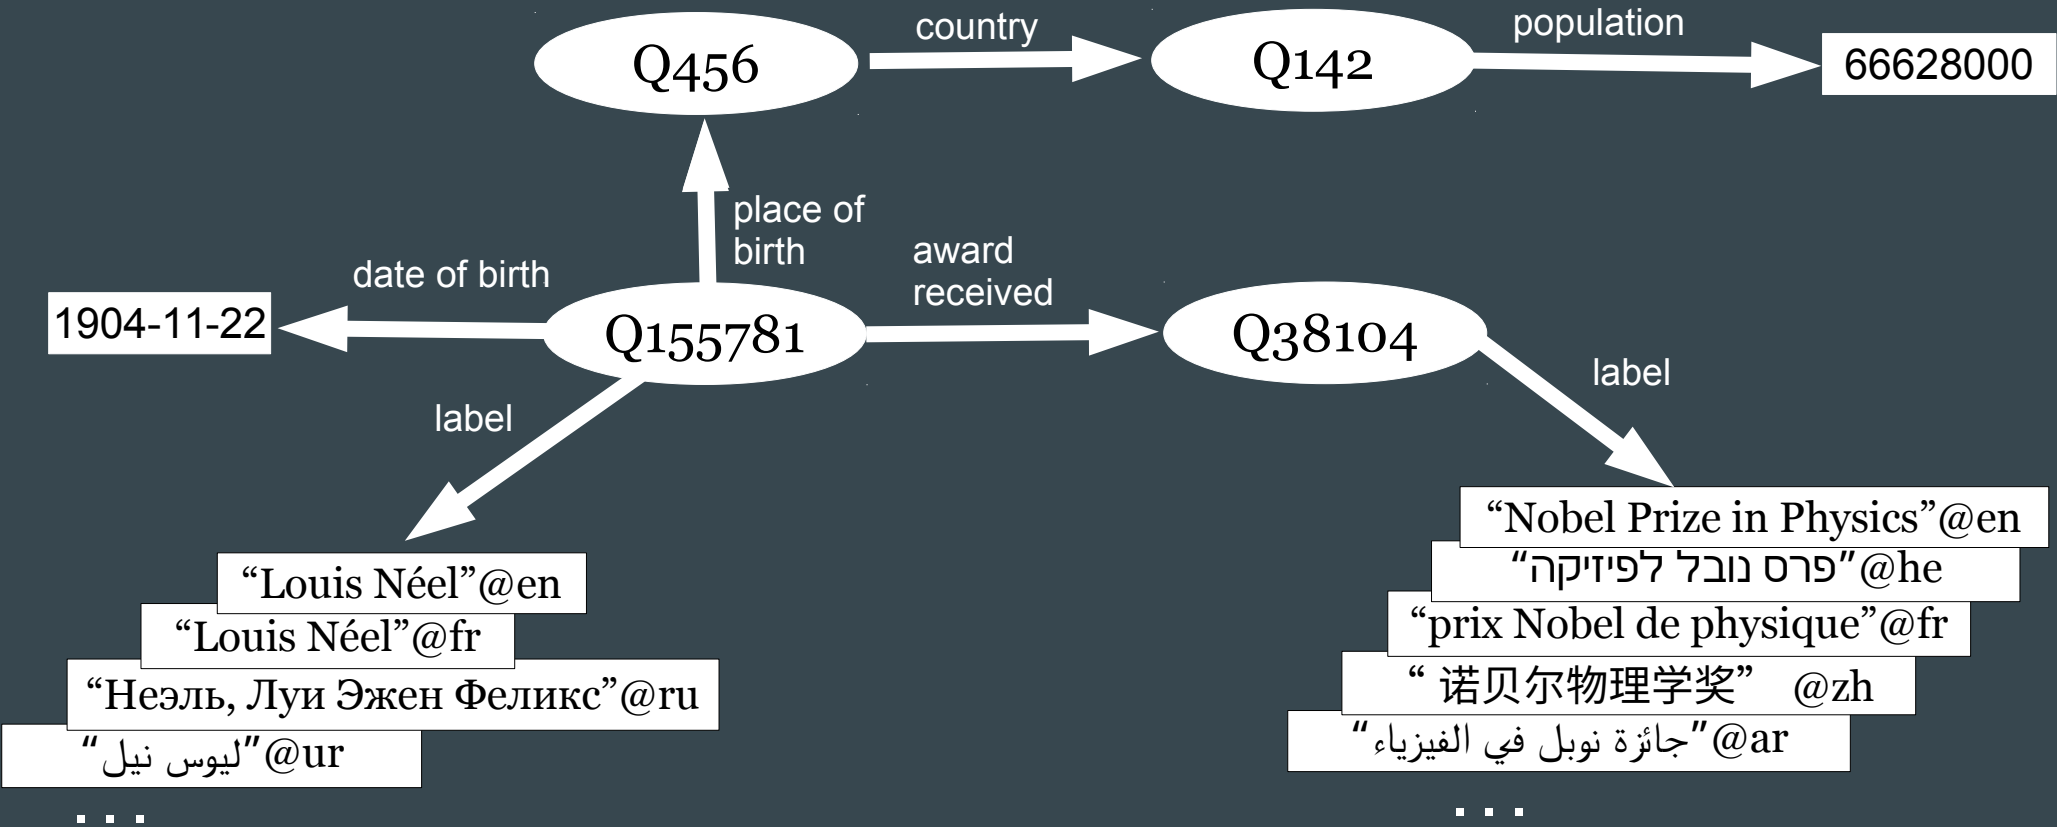 country
population
Q456
Q142
66628000
place of
birth
award
received
date of birth
1904-11-22
Q155781
Q38104
label
label
“Nobel Prize in Physics”@en
“פרס נובל לפיזיקה”@he
“prix Nobel de physique”@fr
“ 诺贝尔物理学奖” @zh
“جائزة نوبل في الفيزياء”@ar
“Louis Néel”@en
“Louis Néel”@fr
“Неэль, Луи Эжен Феликс”@ru
“ليوس نيل”@ur
. . .
. . .